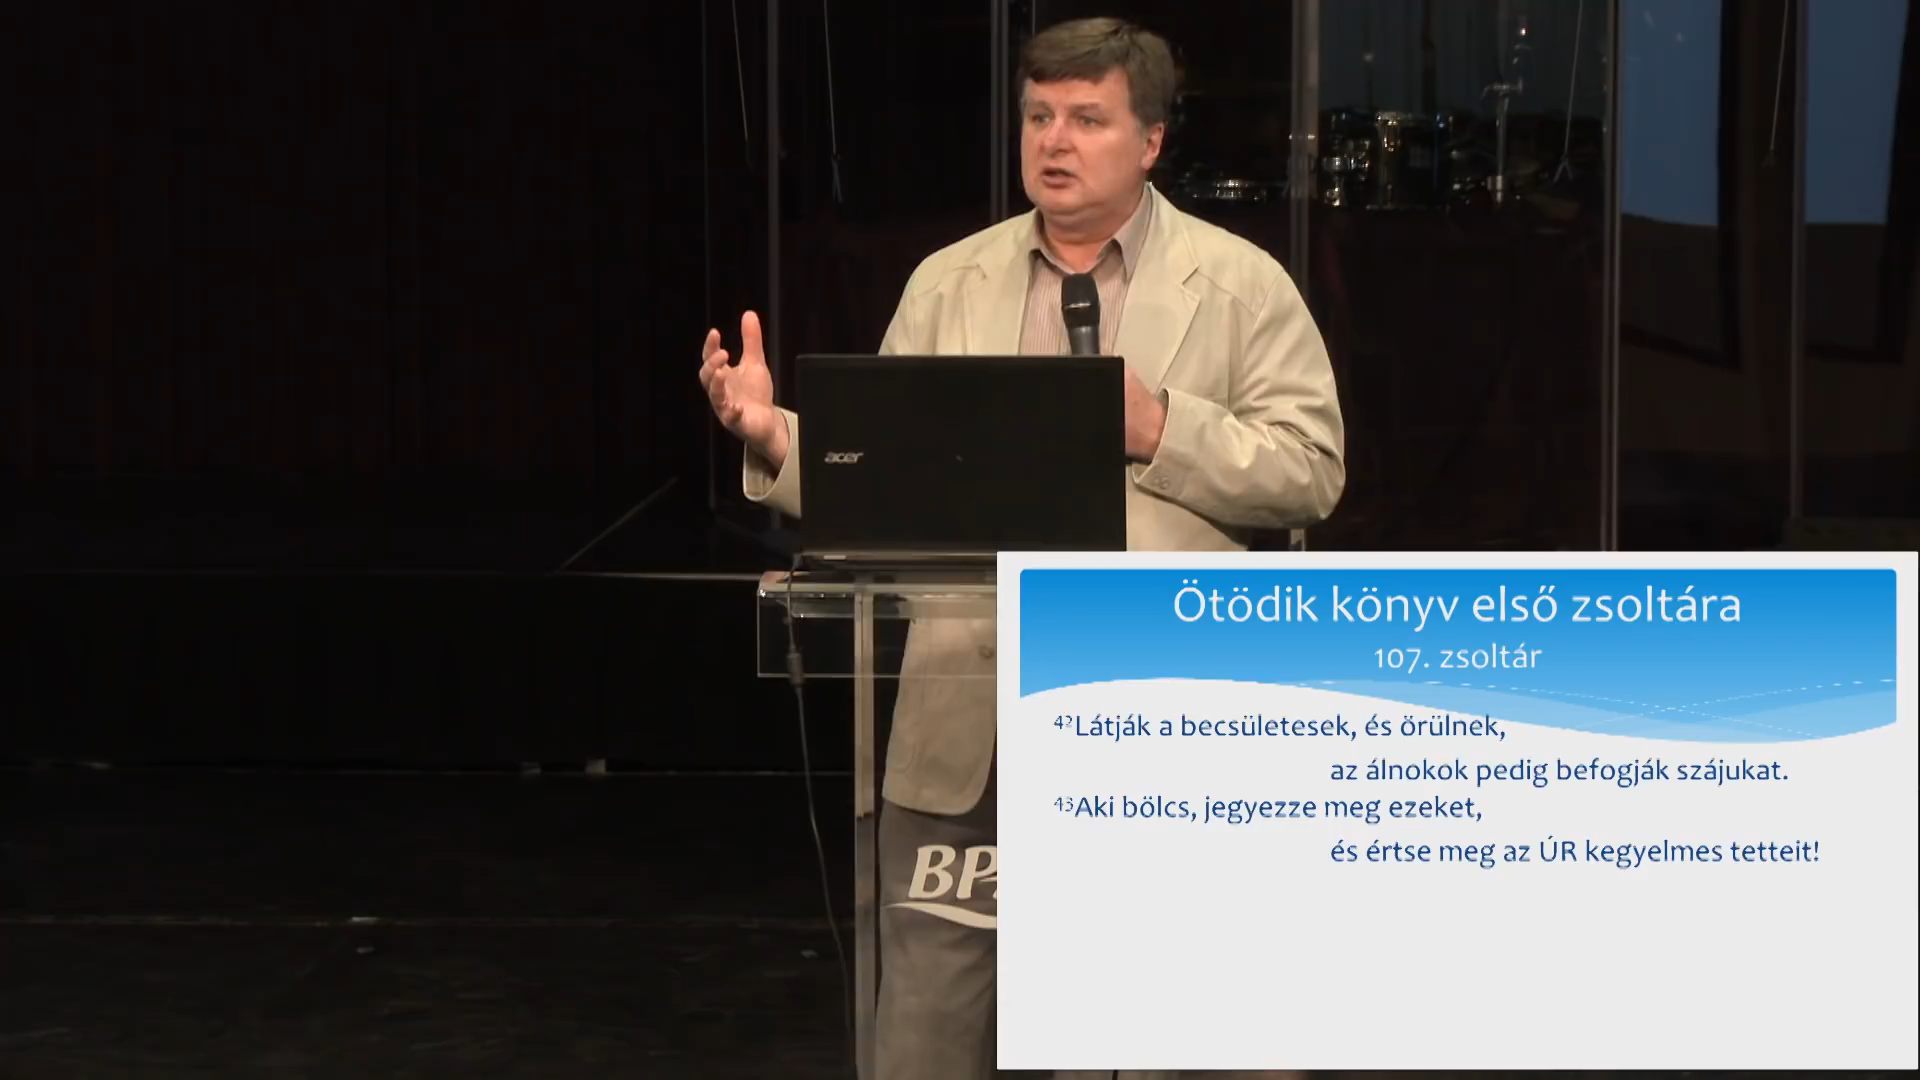 acer
BP
Ötödik könyv első zsoltára
107. zsoltár
42Látják a becsületesek, és örülnek,
az álnokok pedig befogják szájukat.
43Aki bölcs, jegyezze meg ezeket,
és értse meg az ÚR kegyelmes tetteit!